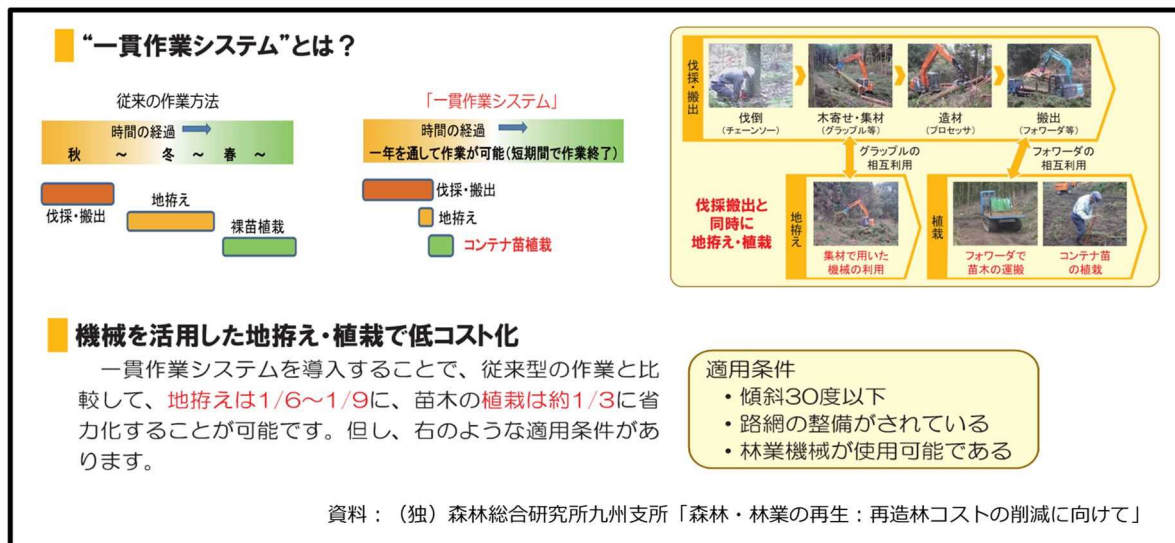 “一貫作業システム”とは？
従来の作業方法
時間の経過
秋　～　冬　～　春　～
伐採・搬出
地拵え
裸苗植栽
「一貫作業システム」
時間の経過
一年を通して作業が可能（短期間で作業終了）
伐採・搬出
地拵え
コンテナ苗植栽
伐採・搬出
伐倒
（チェーンソー）
木寄せ・集材
（グラップル等）
造材
（プロセッサ）
搬出
（フォワーダ等）
グラップルの
相互利用
フォワーダの
相互利用
伐採搬出と
同時に
地拵え・植栽
地拵え
集材で用いた
機械の利用
植栽
フォワーダで
苗木の運搬
コンテナ苗
の植栽
機械を活用した地拵え・植栽で低コスト化
一貫作業システムを導入することで、従来型の作業と比
較して、地拵えは1/6～1/9に、苗木の植栽は約1/3に省
力化することが可能です。但し、右のような適用条件があ
ります。
適用条件
・傾斜30度以下
・路網の整備がされている
・林業機械が使用可能である
資料：（独）森林総合研究所九州支所「森林・林業の再生：再造林コストの削減に向けて」